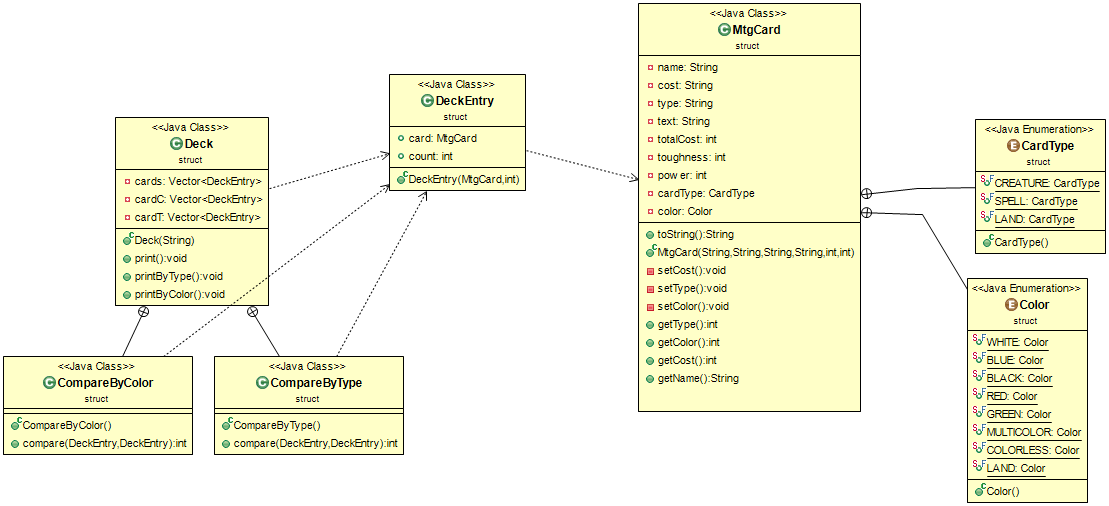 <<Java Class>>
Deck
struct
cards: Vector<DeckEntry>
cardC: Vector<DeckEntry>
cardT: Vector<DeckEntry>
Deck(String)
print():void
printByType():void
printByColor():void
<<Java Class>>
CompareByColor
struct
CompareByColor()
compare(DeckEntry,DeckEntry):int
<<Java Class>>
CompareByType
struct
CompareByType()
compare(DeckEntry,DeckEntry):int
<<Java Class>>
DeckEntry
struct
card: MtgCard
count: int
DeckEntry(MtgCard,int)
<<Java Class>>
MtgCard
struct
name: String
cost: String
type: String
text: String
totalCost: int
toughness: int
power: int
cardType: CardType
color: Color
toString():String
MtgCard(String,String,String,String,int,int)
setCost():void
setType():void
setColor():void
getType():int
getColor():int
getCost():int
getName():String
<<Java Enumeration>>
CardType
struct
CREATURE: CardType
SPELL: CardType
LAND: CardType
CardType()
<<Java Enumeration>>
Color
struct
WHITE: Color
BLUE: Color
BLACK: Color
RED: Color
GREEN: Color
MULTICOLOR: Color
COLORLESS: Color
LAND: Color
Color()